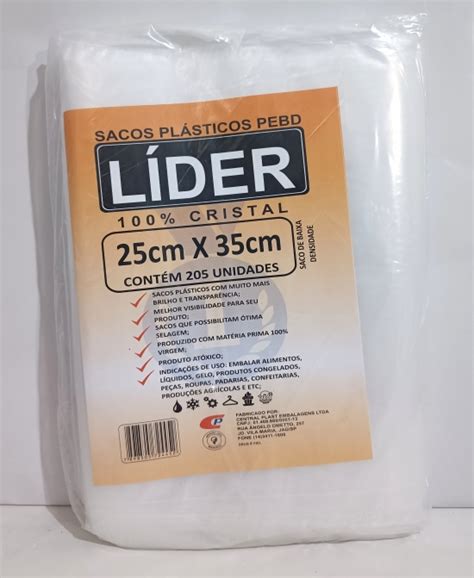 SACOS PLÁSTICOS PEBD
LÍDER
100% CRISTAL
25cm X 35cm
CONTÉM 205 UNIDADES
SACO DE BAIXA
DENSIDADE
SACOS PLÁSTICOS COM MUITO MAIS
BRILHO E TRANSPARÊNCIA;
MELHOR VISIBILIDADE PARA SEU
PRODUTO;
SACOS QUE POSSIBILITAM ÓTIMA
SELAGEM;
PRODUZIDO COM MATÉRIA PRIMA 100%
VIRGEM;
PRODUTO ATÓXICO;
INDICAÇÕES DE USO: EMBALAR ALIMENTOS,
LÍQUIDOS, GELO, PRODUTOS CONGELADOS,
PEÇAS, ROUPAS, PADARIAS, CONFEITARIAS,
PRODUÇÕES AGRÍCOLAS E ETC;
FABRICADO POR:
CENTRAL PLAST EMBALAGENS LTDA